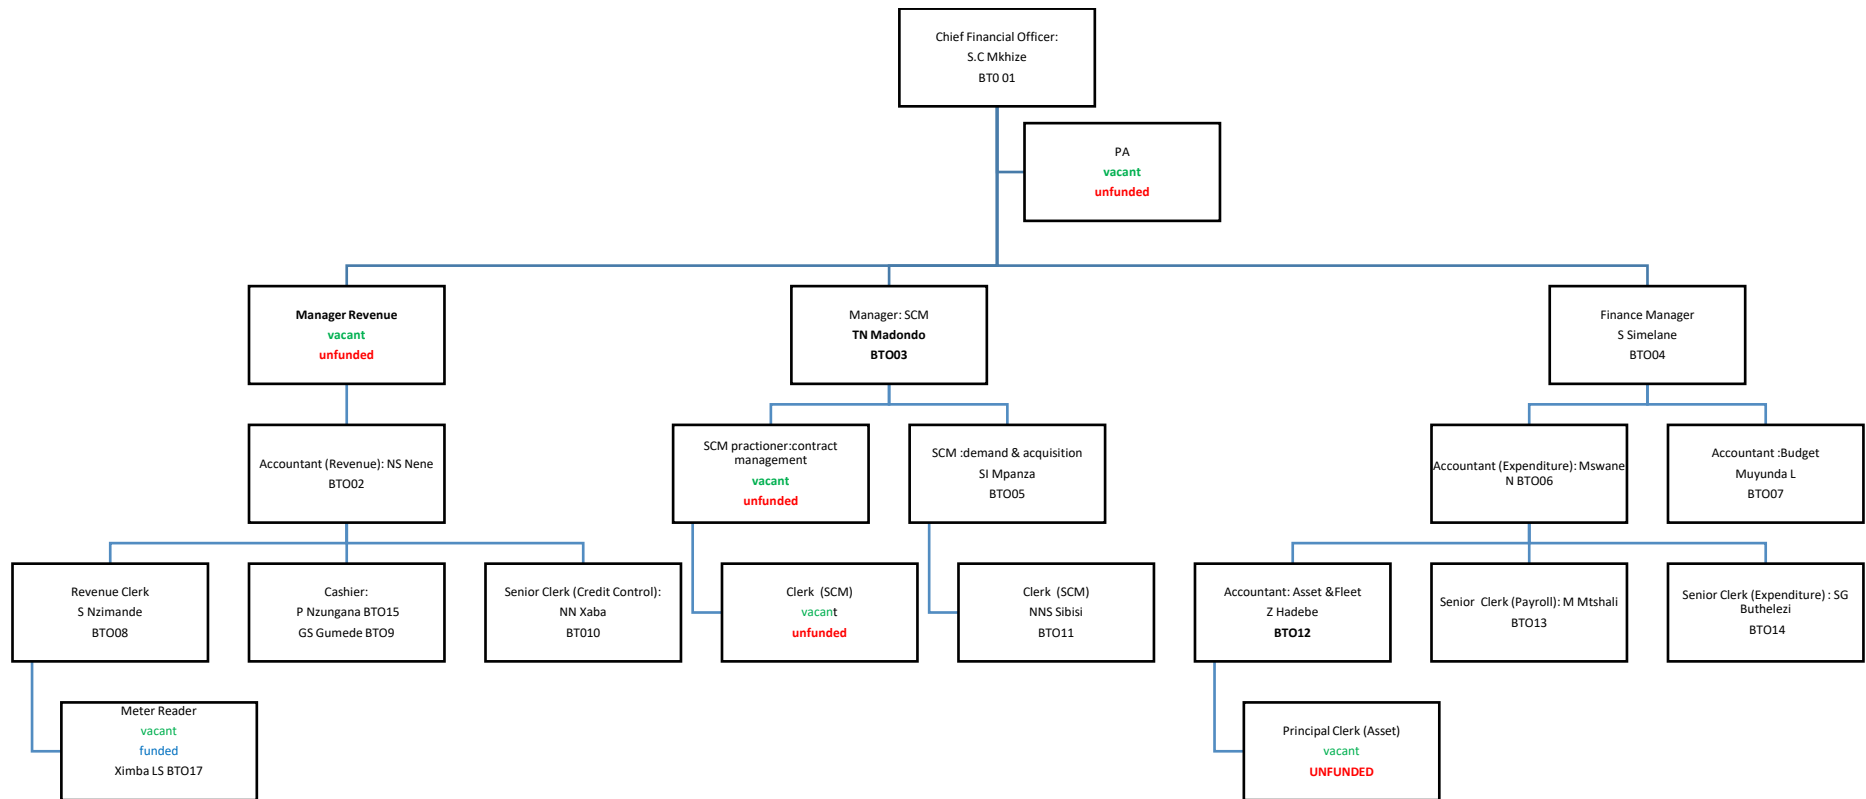 Chief Financial Officer:
S.C Mkhize
BT0 01
PA
vacant
unfunded
Manager Revenue
vacant
unfunded
Manager: SCM
TN Madondo
BTO03
Finance Manager
S Simelane
BTO04
Accountant (Revenue): NS Nene
BTO02
SCM practioner:contract
management
vacant
unfunded
SCM :demand & acquisition
SI Mpanza
BTO05
Accountant (Expenditure): Mswane
N BTO06
Accountant :Budget
Muyunda L
BTO07
Revenue Clerk
S Nzimande
BTO08
Cashier:
P Nzungana BTO15
GS Gumede BTO9
Senior Clerk (Credit Control):
NN Xaba
BT010
Clerk (SCM)
vacant
unfunded
Clerk (SCM)
NNS Sibisi
BTO11
Accountant: Asset &Fleet
Z Hadebe
BTO12
Senior Clerk (Payroll): M Mtshali
BTO13
Senior Clerk (Expenditure) : SG
Buthelezi
BTO14
Meter Reader
vacant
funded
Ximba LS BTO17
Principal Clerk (Asset)
vacant
UNFUNDED